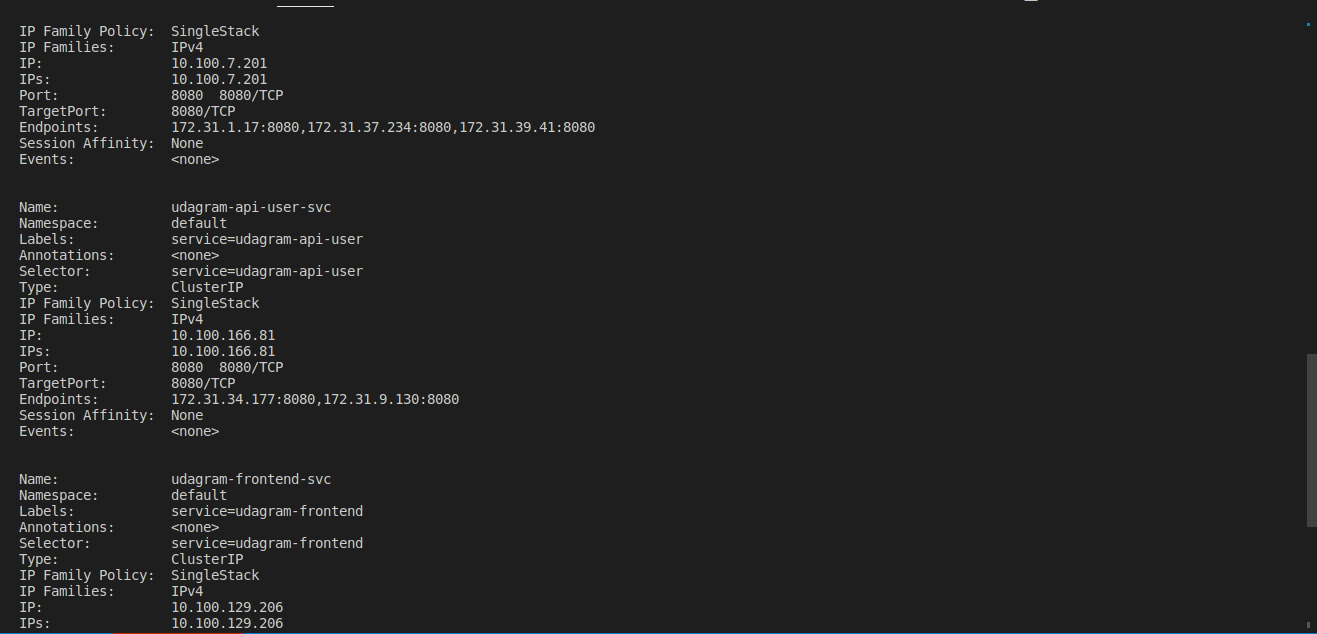 IP Family Policy:  SingleStack
IP Families:       IPv4
IP:                10.100.7.201
IPs:               10.100.7.201
Port:              8080  8080/TCP
TargetPort:        8080/TCP
Endpoints:         172.31.1.17:8080,172.31.37.234:8080,172.31.39.41:8080
Session Affinity:  None
Events:            <none>

Name:              udagram-api-user-svc
Namespace:         default
Labels:            service=udagram-api-user
Annotations:       <none>
Selector:          service=udagram-api-user
Type:              ClusterIP
IP Family Policy:  SingleStack
IP Families:       IPv4
IP:                10.100.166.81
IPs:               10.100.166.81
Port:              8080  8080/TCP
TargetPort:        8080/TCP
Endpoints:         172.31.34.177:8080,172.31.9.130:8080
Session Affinity:  None
Events:            <none>

Name:              udagram-frontend-svc
Namespace:         default
Labels:            service=udagram-frontend
Annotations:       <none>
Selector:          service=udagram-frontend
Type:              ClusterIP
IP Family Policy:  SingleStack
IP Families:       IPv4
IP:                10.100.129.206
IPs:               10.100.129.206